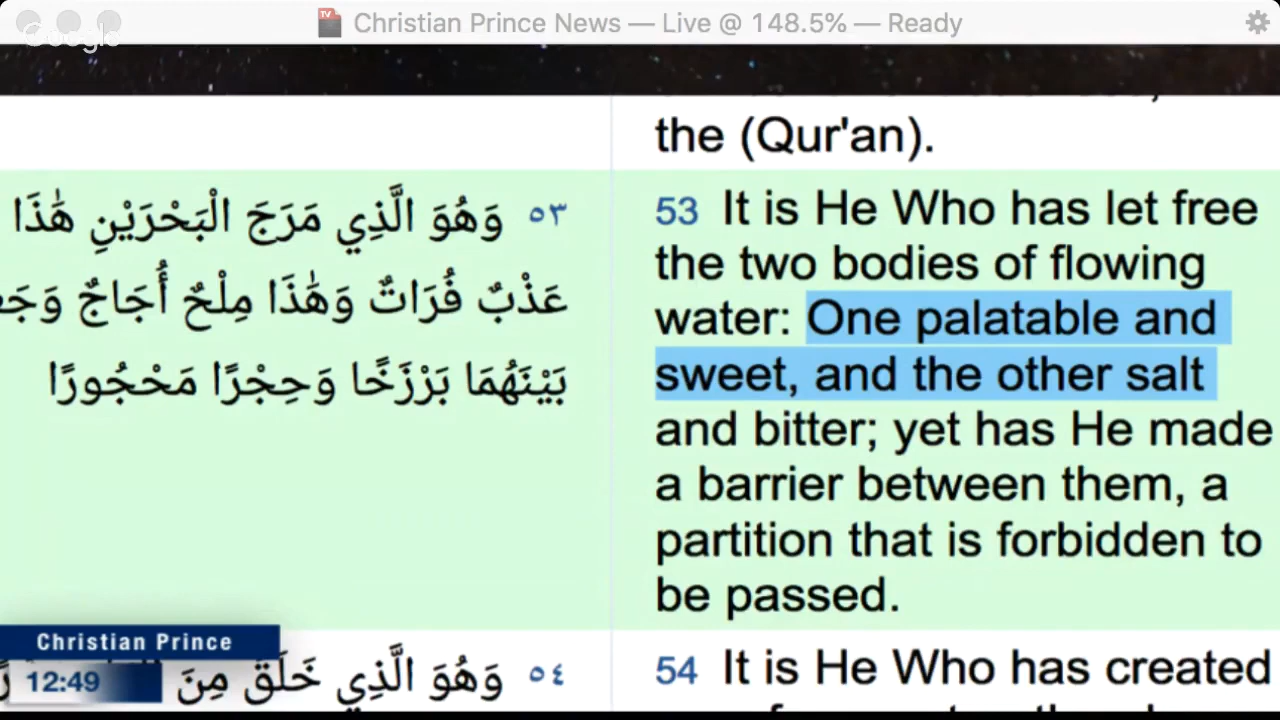 Christian Prince News — Live @ 148.5% — Ready
TV
Google
the (Qur'an).
٥٣ وَهُوَ الَّذِي مَرَجَ الْبَحْرَيْنِ هَٰذَا
عَذْبٌ فُرَاتٌ وَهَٰذَا مِلْحٌ أُجَاجٌ
بَيْنَهُمَا بَرْزَخًا وَحِجْرًا مَحْجُورًا
53 It is He Who has let free
the two bodies of flowing
water: One palatable and
sweet, and the other salt
and bitter; yet has He made
a barrier between them, a
partition that is forbidden to
be passed.
٥٤ وَهُوَ الَّذِي خَلَقَ مِنَ
54 It is He Who has created
Christian Prince
12:49